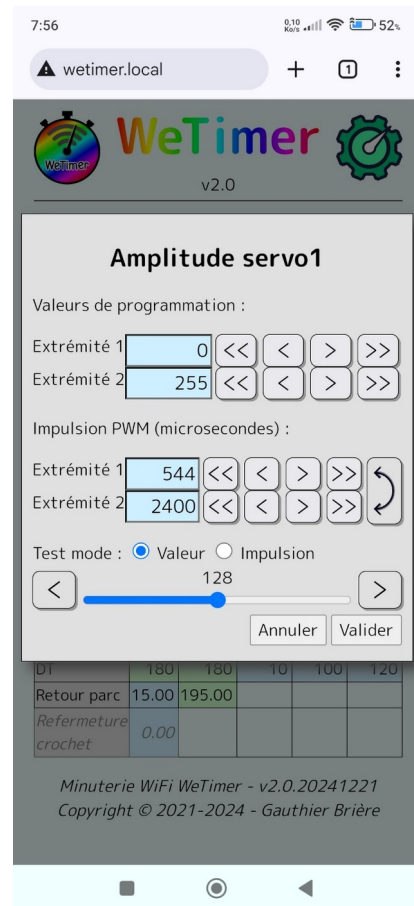 7:56 0,10 Ko/s 52%
wetimer.local + 1
WeTimer WeTimer
v2.0
Amplitude servo1
Valeurs de programmation :
Extrémité 1 0 << < > >>
Extrémité 2 255 << < > >>
Impulsion PWM (microsecondes) :
Extrémité 1 544 << < > >>
Extrémité 2 2400 << < > >>
Test mode : Valeur Impulsion
128
< >
Annuler Valider
DT 180 180 10 100 120
Retour parc 15.00 195.00
Refermeture
crochet 0.00
Minuterie WiFi WeTimer - v2.0.20241221
Copyright © 2021-2024 - Gauthier Brière